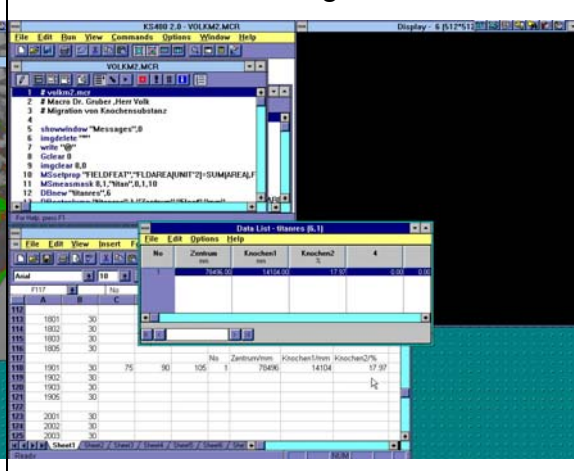 KS400 2.0 - VOLKM2.MCR
File Edit Run View Commands Options Window Help
VOLKM2.MCR
1 # volkm2.mcr
2 # Macro Dr. Gruber ,Herr Volk
3 # Migration von Knochensubstanz
4
5 showwindow "Messages",0
6 imgdelete "*"
7 write "@"
8 Gclear 0
9 imgclear 8,0
10 MSsetprop "FIELDFEAT","FLDAREA(UNIT^2)=SUM(AREA),F
11 MSmeasmask 8,1,"titan",0,1,10
12 DBnew "titanres",6
For Help, press F1
Display - 6 (512*512
Data List - titanres (6,1)
File Edit Options Help
No Zentrum Knochen1 Knochen2 4
mm mm %
1 78496.00 14104.00 17.97 0.00 0.00
File Edit View Insert
Arial 10
F117 No
A B C
112
113 1801 30
114 1802 30
115 1803 30
116 1805 30
117 No Zentrum/mm Knochen1/mm Knochen2/%
118 1901 30 75 90 105 1 78496 14104 17.97
119 1902 30
120 1903 30
121 1905 30
122
123 2001 30
124 2002 30
125 2003 30
Sheet1 Sheet2 Sheet3 Sheet4 Sheet5 Sheet6
Ready NUM